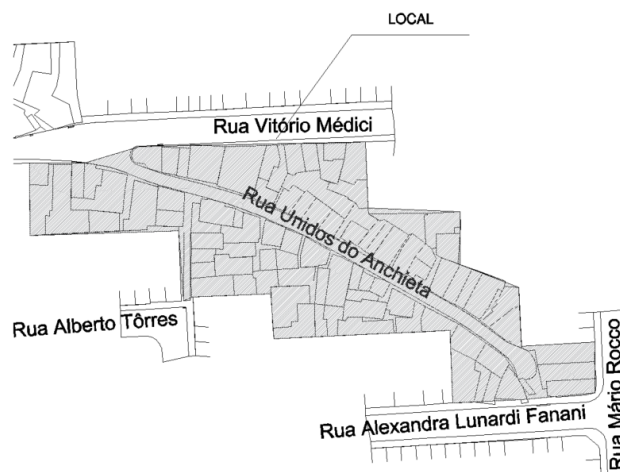 LOCAL
Rua Vitório Médici
Rua Unidos do Anchieta
Rua Alberto Tôrres
Rua Alexandra Lunardi Fanani
Rua Mário Rocco